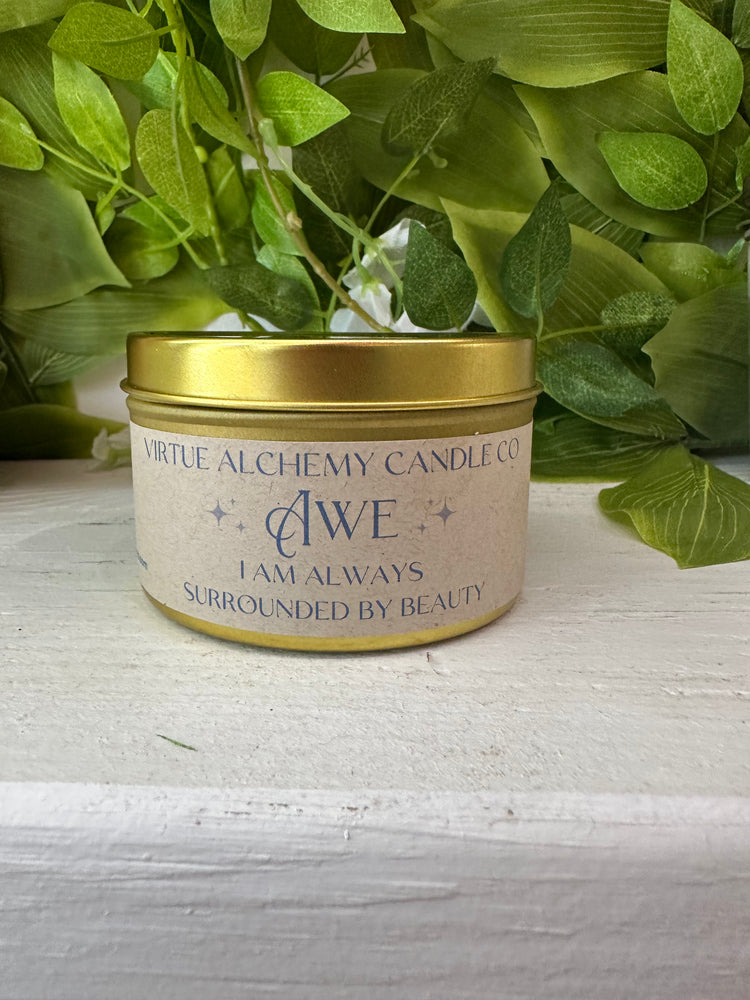 VIRTUE ALCHEMY CANDLE CO
AWE
I AM ALWAYS
SURROUNDED BY BEAUTY